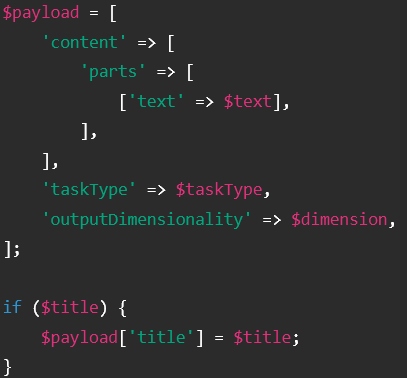 $payload = [
    'content' => [
        'parts' => [
            ['text' => $text],
        ],
    ],
    'taskType' => $taskType,
    'outputDimensionality' => $dimension,
];

if ($title) {
    $payload['title'] = $title;
}